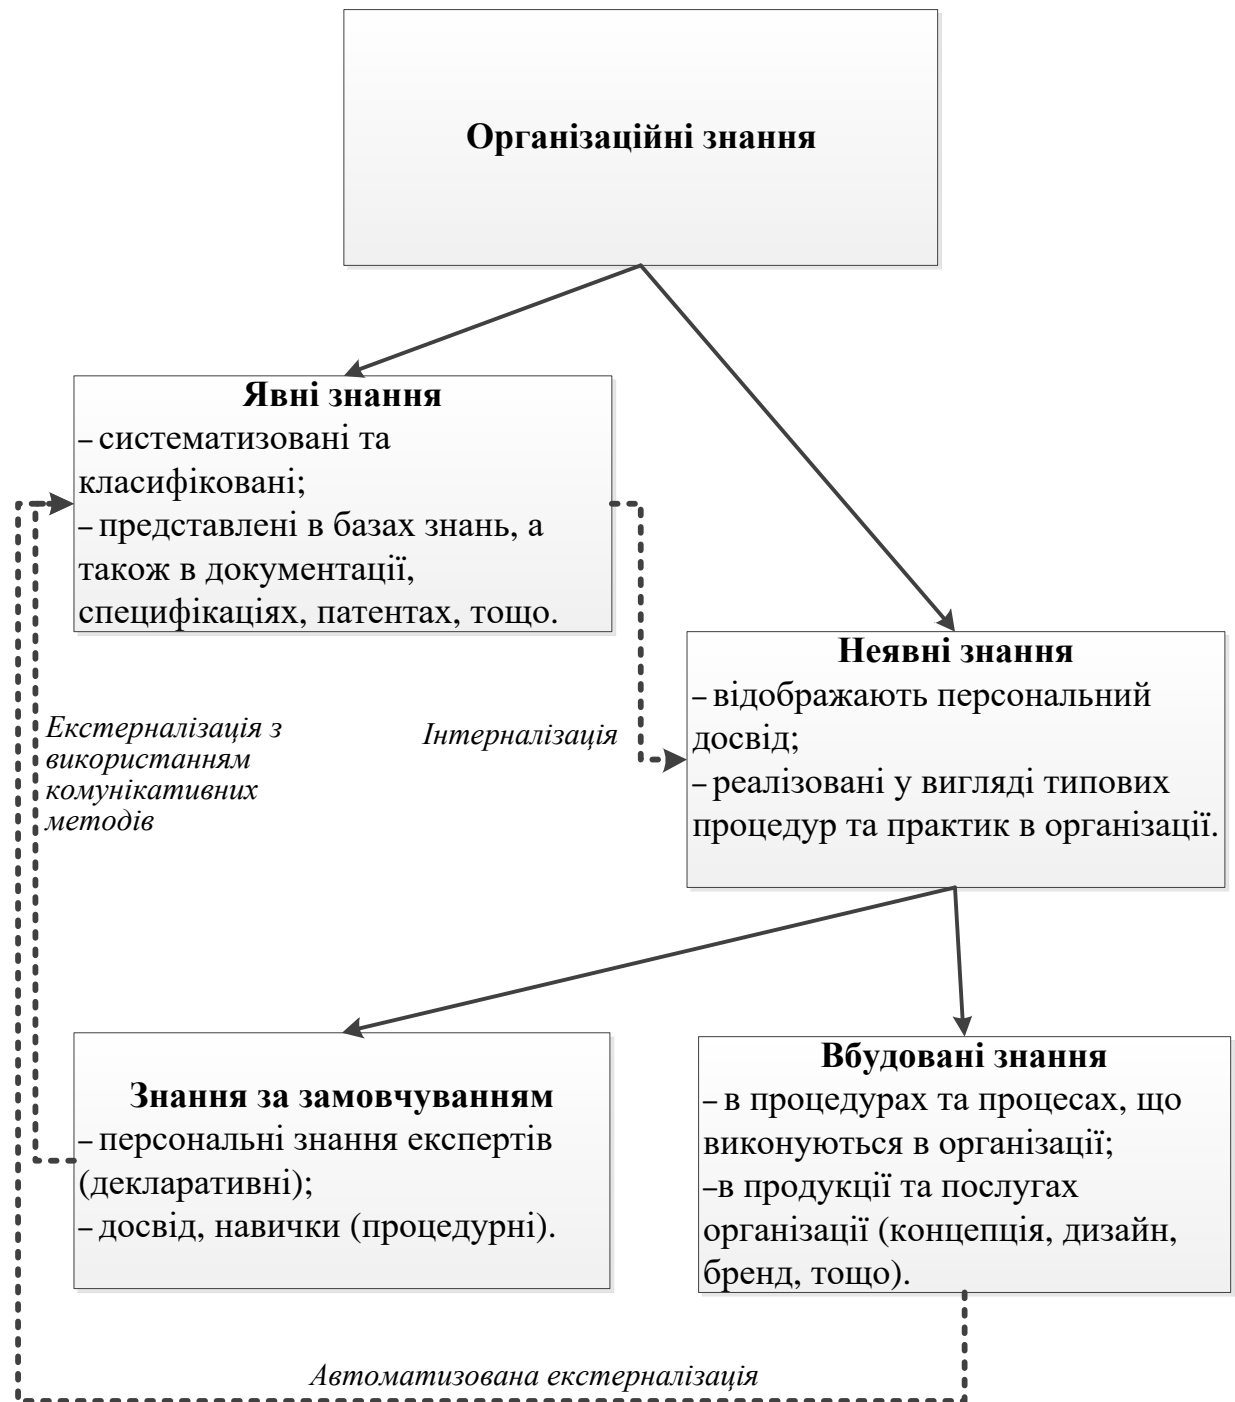 Організаційні знання
Явні знання
– систематизовані та
класифіковані;
– представлені в базах знань, а
також в документації,
специфікаціях, патентах, тощо.
Неявні знання
– відображають персональний
досвід;
– реалізовані у вигляді типових
процедур та практик в організації.
Екстерналізація з
використанням
комунікативних
методів
Інтерналізація
Знання за замовчуванням
– персональні знання експертів
(декларативні);
– досвід, навички (процедурні).
Вбудовані знання
– в процедурах та процесах, що
виконуються в організації;
–в продукції та послугах
організації (концепція, дизайн,
бренд, тощо).
Автоматизована екстерналізація